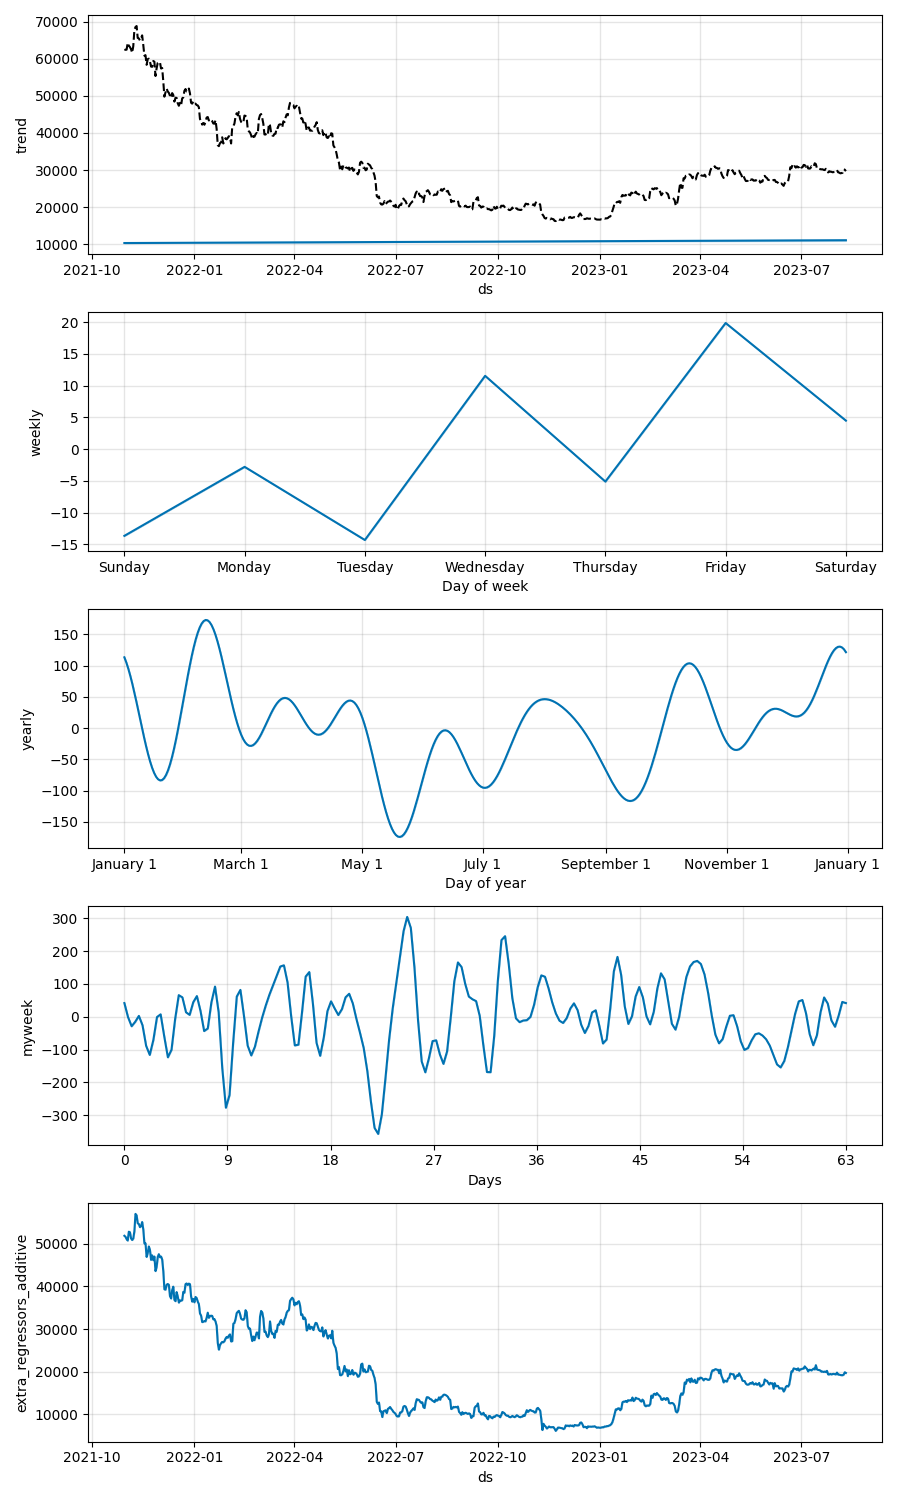 70000
60000
50000
40000
30000
20000
10000
trend
2021-10 2022-01 2022-04 2022-07 2022-10 2023-01 2023-04 2023-07
ds
20
15
10
5
0
−5
−10
−15
weekly
Sunday Monday Tuesday Wednesday Thursday Friday Saturday
Day of week
150
100
50
0
−50
−100
−150
yearly
January 1 March 1 May 1 July 1 September 1 November 1 January 1
Day of year
300
200
100
0
−100
−200
−300
myweek
0 9 18 27 36 45 54 63
Days
50000
40000
30000
20000
10000
extra_regressors_additive
2021-10 2022-01 2022-04 2022-07 2022-10 2023-01 2023-04 2023-07
ds